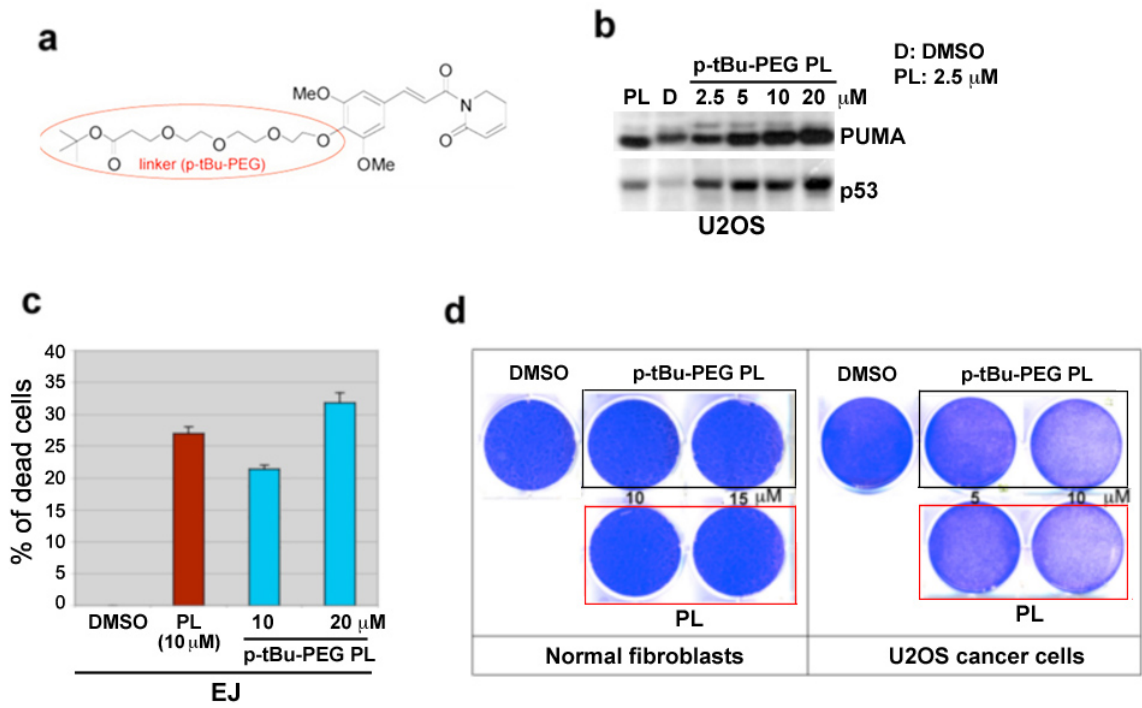 a
MeO
O
O
N
O
O
O
O
O
O
O
OMe
linker (p-tBu-PEG)
b
p-tBu-PEG PL
D: DMSO
PL: 2.5 μM
PL D 2.5 5 10 20 μM
PUMA
p53
U2OS
c
% of dead cells
40
35
30
25
20
15
10
5
0
DMSO PL 10 20 μM
(10 μM) p-tBu-PEG PL
EJ
d
DMSO p-tBu-PEG PL
10 15 μM
PL
Normal fibroblasts
DMSO p-tBu-PEG PL
5 10 μM
PL
U2OS cancer cells